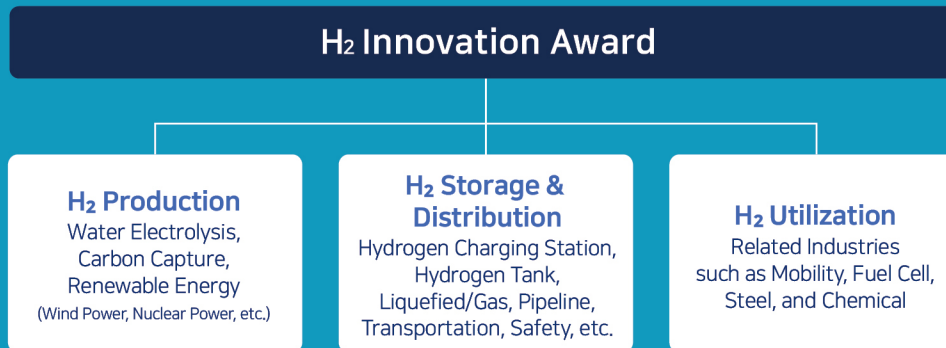 H₂ Innovation Award
H₂ Production
Water Electrolysis,
Carbon Capture,
Renewable Energy
(Wind Power, Nuclear Power, etc.)
H₂ Storage &
Distribution
Hydrogen Charging Station,
Hydrogen Tank,
Liquefied/Gas, Pipeline,
Transportation, Safety, etc.
H₂ Utilization
Related Industries
such as Mobility, Fuel Cell,
Steel, and Chemical